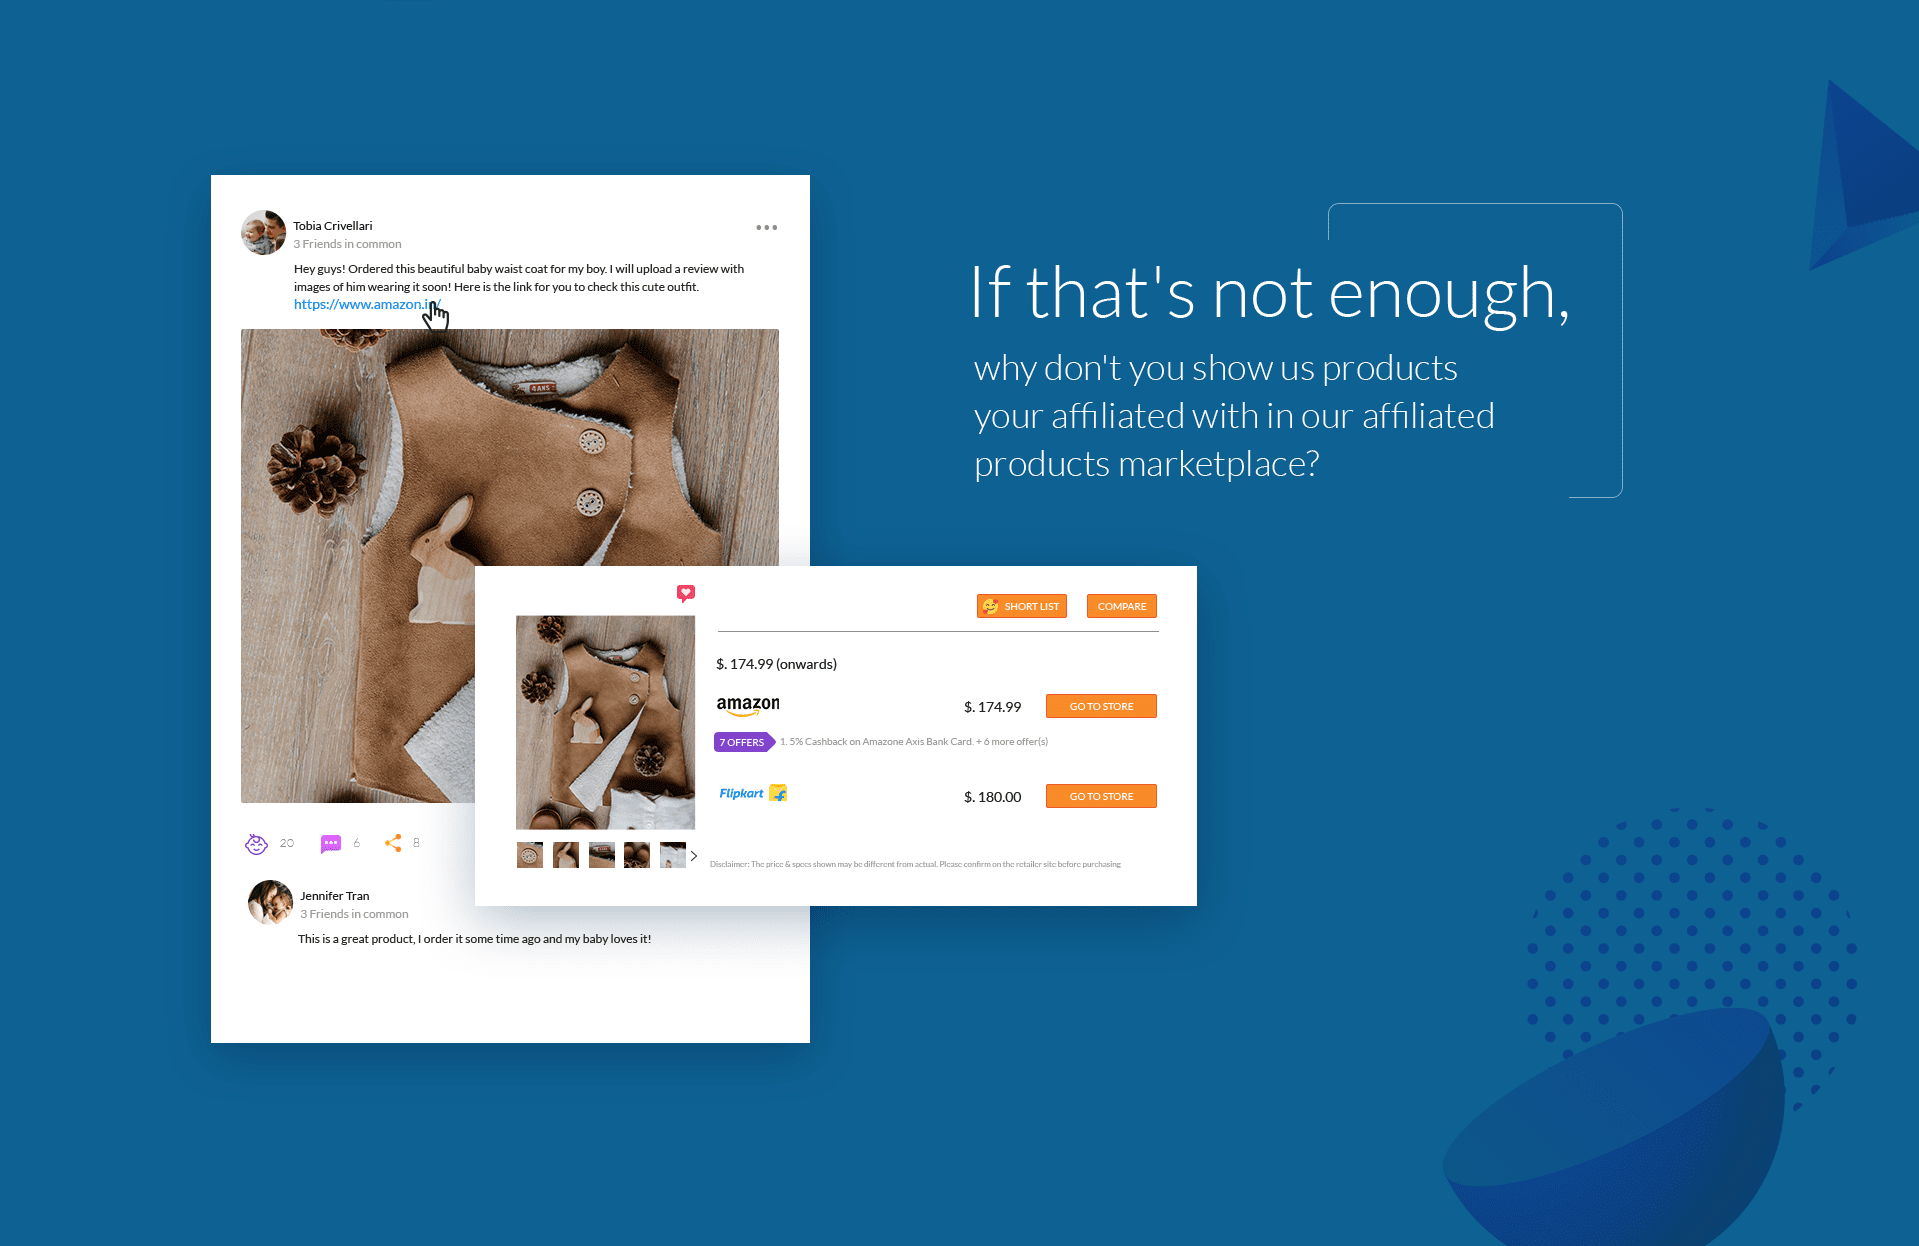 Tobia Crivellari
3 Friends in common
Hey guys! Ordered this beautiful baby waist coat for my boy. I will upload a review with
images of him wearing it soon! Here is the link for you to check this cute outfit.
https://www.amazon.in/
4 ANS
20
6
8
Jennifer Tran
3 Friends in common
This is a great product, I order it some time ago and my baby loves it!
If that's not enough,
why don't you show us products
your affiliated with in our affiliated
products marketplace?
SHORT LIST
COMPARE
$. 174.99 (onwards)
amazon
$. 174.99
GO TO STORE
7 OFFERS
1. 5% Cashback on Amazone Axis Bank Card. + 6 more offer(s)
Flipkart
$. 180.00
GO TO STORE
Disclaimer: The price & specs shown may be different from actual. Please confirm on the retailer site before purchasing